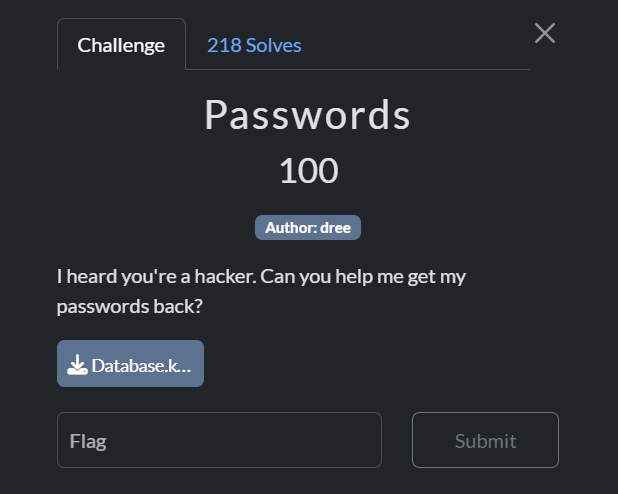 Challenge
218 Solves
Passwords
100
Author: dree
I heard you're a hacker. Can you help me get my
passwords back?
Database.k...
Flag
Submit